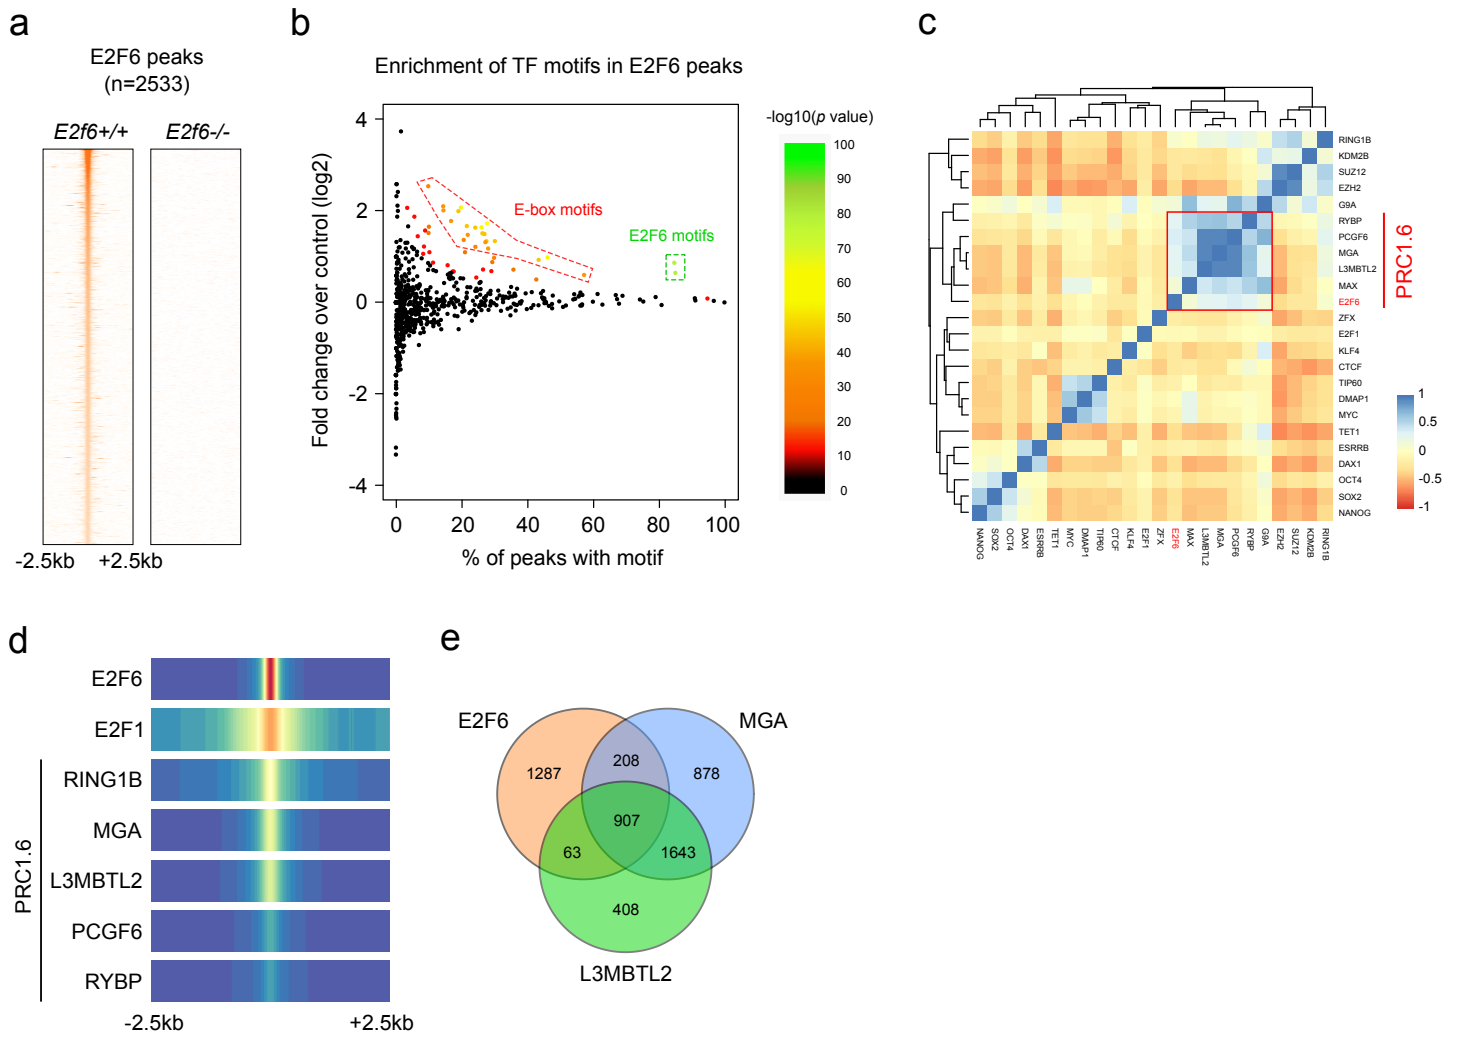 a
E2F6 peaks
(n=2533)
E2f6+/+
E2f6-/-
-2.5kb
+2.5kb
b
Enrichment of TF motifs in E2F6 peaks
Fold change over control (log2)
4
2
0
-2
-4
0
20
40
60
80
100
% of peaks with motif
E-box motifs
E2F6 motifs
-log10(p value)
100
90
80
70
60
50
40
30
20
10
0
c
RING1B
KDM2B
SUZ12
EZH2
G9A
RYBP
PCGF6
MGA
L3MBTL2
MAX
E2F6
ZFX
E2F1
KLF4
CTCF
TIP60
DMAP1
MYC
TET1
ESRRB
DAX1
OCT4
SOX2
NANOG
PRC1.6
NANOG
SOX2
OCT4
DAX1
ESRRB
TET1
MYC
DMAP1
TIP60
CTCF
KLF4
E2F1
ZFX
E2F6
MAX
L3MBTL2
MGA
PCGF6
RYBP
G9A
EZH2
SUZ12
KDM2B
RING1B
1
0.5
0
-0.5
-1
d
E2F6
E2F1
RING1B
MGA
L3MBTL2
PCGF6
RYBP
PRC1.6
-2.5kb
+2.5kb
e
E2F6
MGA
1287
208
878
907
63
1643
408
L3MBTL2